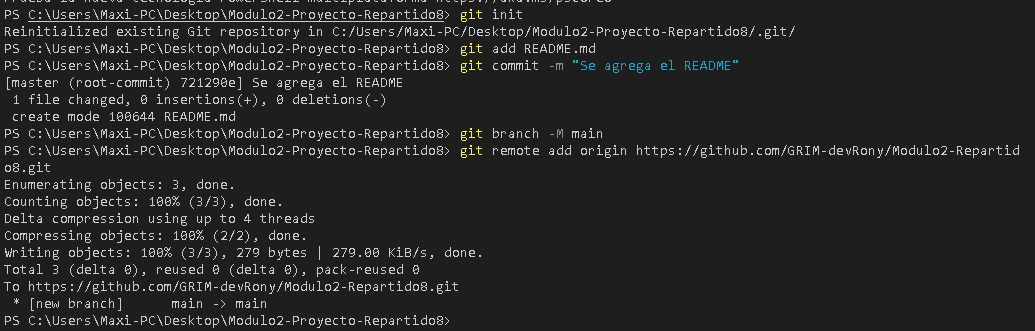 PS C:\Users\Maxi-PC\Desktop\Modulo2-Proyecto-Repartido8> git init
Reinitialized existing Git repository in C:/Users/Maxi-PC/Desktop/Modulo2-Proyecto-Repartido8/.git/
PS C:\Users\Maxi-PC\Desktop\Modulo2-Proyecto-Repartido8> git add README.md
PS C:\Users\Maxi-PC\Desktop\Modulo2-Proyecto-Repartido8> git commit -m "Se agrega el README"
[master (root-commit) 721290e] Se agrega el README
 1 file changed, 0 insertions(+), 0 deletions(-)
 create mode 100644 README.md
PS C:\Users\Maxi-PC\Desktop\Modulo2-Proyecto-Repartido8> git branch -M main
PS C:\Users\Maxi-PC\Desktop\Modulo2-Proyecto-Repartido8> git remote add origin https://github.com/GRIM-devRony/Modulo2-Repartid
o8.git
Enumerating objects: 3, done.
Counting objects: 100% (3/3), done.
Delta compression using up to 4 threads
Compressing objects: 100% (2/2), done.
Writing objects: 100% (3/3), 279 bytes | 279.00 KiB/s, done.
Total 3 (delta 0), reused 0 (delta 0), pack-reused 0
To https://github.com/GRIM-devRony/Modulo2-Repartido8.git
 * [new branch]      main -> main
PS C:\Users\Maxi-PC\Desktop\Modulo2-Proyecto-Repartido8>